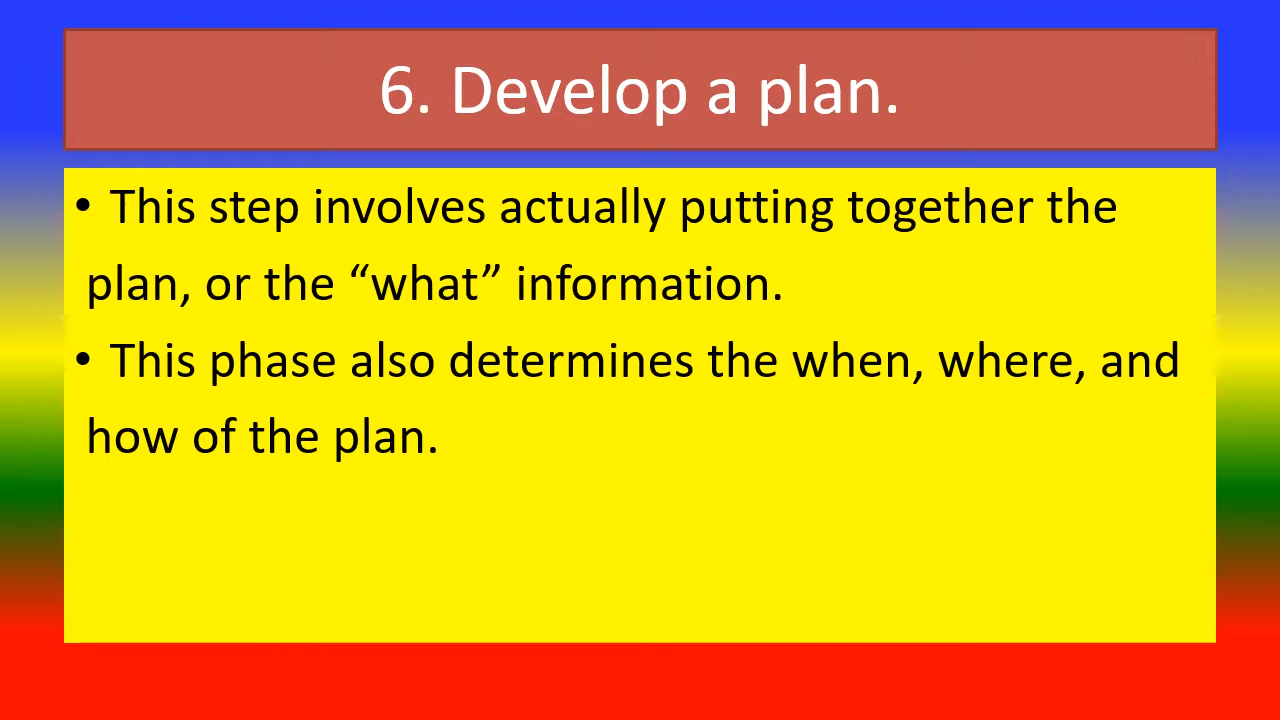 6. Develop a plan.
• This step involves actually putting together the
plan, or the “what” information.
• This phase also determines the when, where, and
how of the plan.